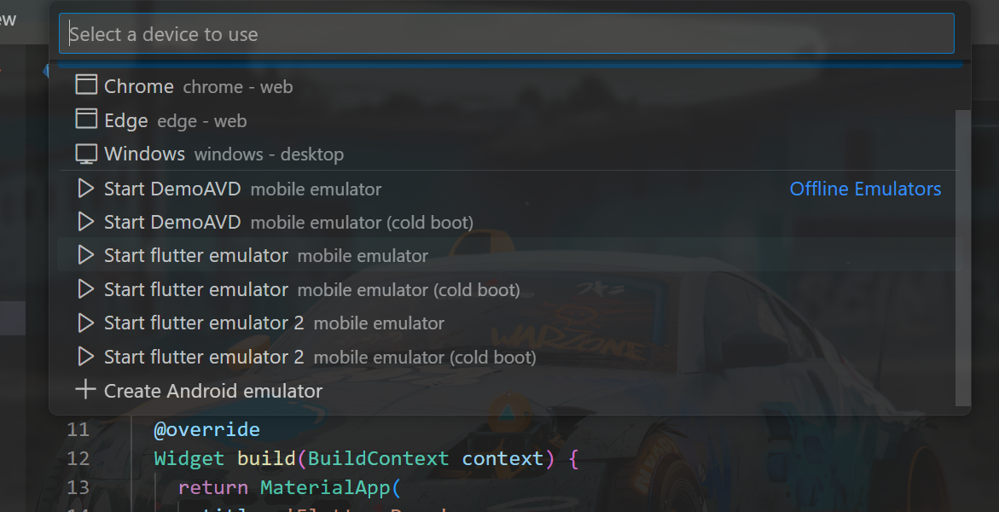 ew
Select a device to use
Chrome chrome - web
Edge edge - web
Windows windows - desktop
Start DemoAVD mobile emulator Offline Emulators
Start DemoAVD mobile emulator (cold boot)
Start flutter emulator mobile emulator
Start flutter emulator mobile emulator (cold boot)
Start flutter emulator 2 mobile emulator
Start flutter emulator 2 mobile emulator (cold boot)
Create Android emulator
WARZONE
11 @override
12 Widget build(BuildContext context) {
13 return MaterialApp(